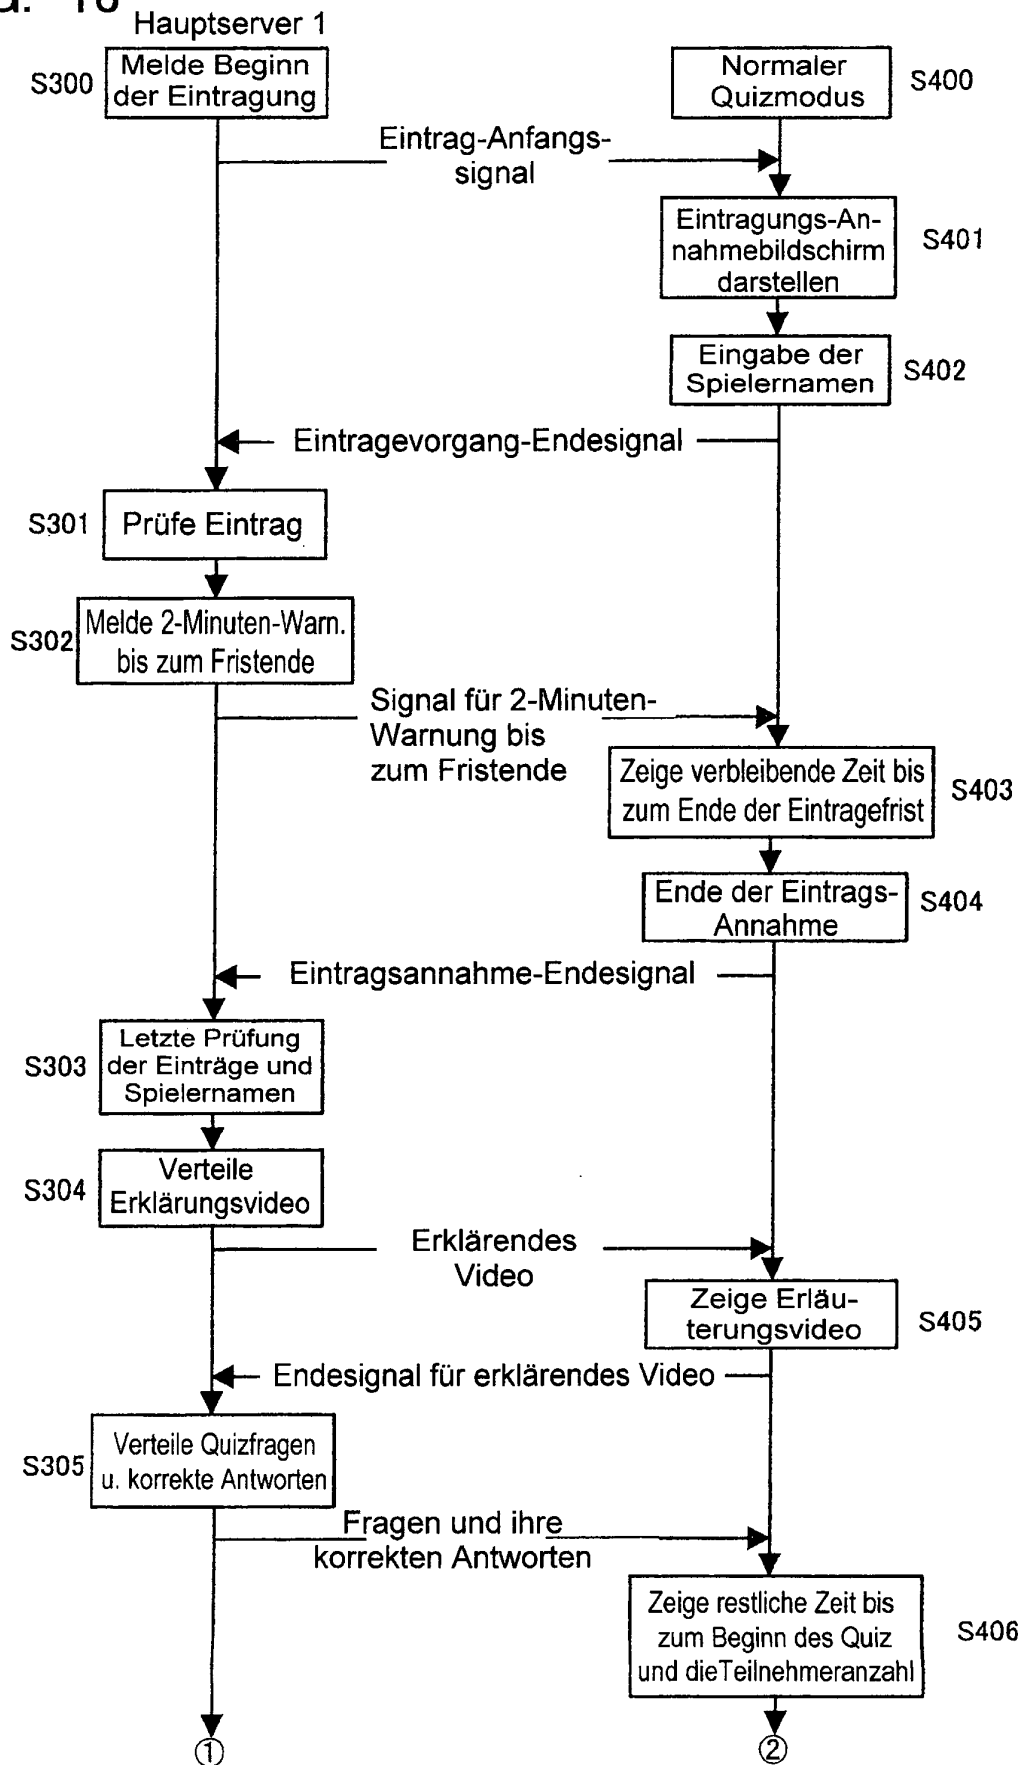 Hauptserver 1
S300
Melde Beginn
der Eintragung
Normaler
Quizmodus
S400
Eintrag-Anfangs-
signal
Eintragungs-An-
nahmebildschirm
darstellen
S401
Eingabe der
Spielernamen
S402
Eintragevorgang-Endesignal
S301
Prüfe Eintrag
S302
Melde 2-Minuten-Warn.
bis zum Fristende
Signal für 2-Minuten-
Warnung bis
zum Fristende
Zeige verbleibende Zeit bis
zum Ende der Eintragefrist
S403
Ende der Eintrags-
Annahme
S404
Eintragsannahme-Endesignal
S303
Letzte Prüfung
der Einträge und
Spielernamen
S304
Verteile
Erklärungsvideo
Erklärendes
Video
Zeige Erläu-
terungsvideo
S405
Endesignal für erklärendes Video
S305
Verteile Quizfragen
u. korrekte Antworten
Fragen und ihre
korrekten Antworten
Zeige restliche Zeit bis
zum Beginn des Quiz
und dieTeilnehmeranzahl
S406
①
②